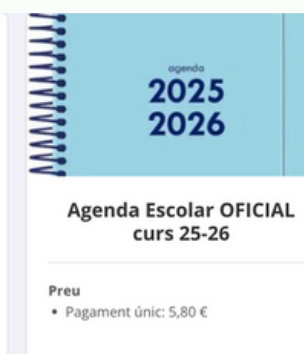 agenda
2025
2026
Agenda Escolar OFICIAL
curs 25-26
Preu
• Pagament únic: 5,80 €